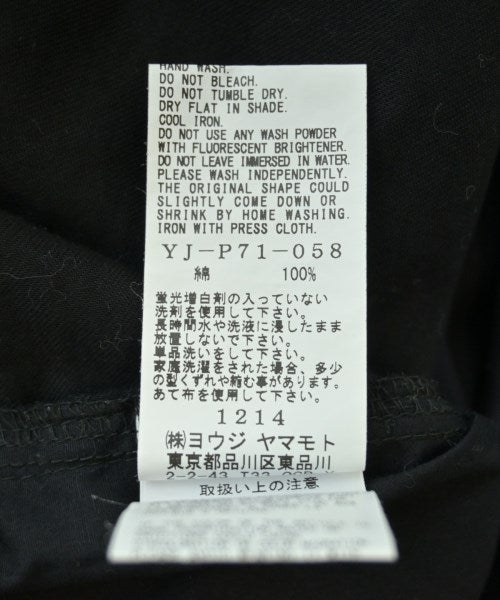 HAND WASH.
DO NOT BLEACH.
DO NOT TUMBLE DRY.
DRY FLAT IN SHADE.
COOL IRON.
DO NOT USE ANY WASH POWDER
WITH FLUORESCENT BRIGHTENER.
DO NOT LEAVE IMMERSED IN WATER.
PLEASE WASH INDEPENDENTLY.
THE ORIGINAL SHAPE COULD
SLIGHTLY COME DOWN OR
SHRINK BY HOME WASHING.
IRON WITH PRESS CLOTH.
YJ-P71-058
綿 100%
蛍光増白剤の入っていない
洗剤を使用して下さい。
長時間水や洗液に浸したまま
放置しないで下さい。
単品洗いをして下さい。
家庭洗濯をされた場合、多少
の型くずれや縮む事があります。
あて布を使用して下さい。
1214
㈱ヨウジ ヤマモト
東京都品川区東品川
2-2-43
取扱い上の注意